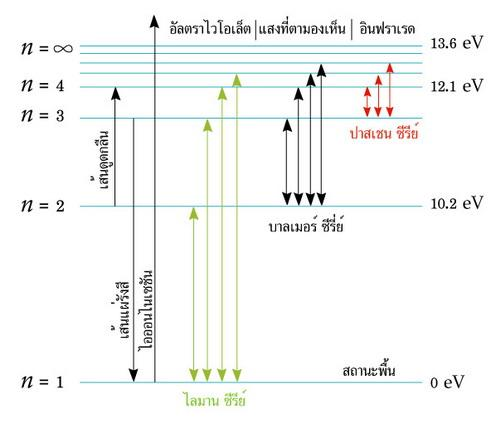 อัลตราไวโอเล็ต แสงที่ตามองเห็น อินฟราเรด
n = ∞ 13.6 eV
n = 4 12.1 eV
n = 3
ปาสเชน ซีรีย์
เส้นดูดกลืน
n = 2 10.2 eV
บาลเมอร์ ซีรี่ย์
เส้นแผ่รังสี
ไอออนไนเซชัน
สถานะพื้น
n = 1 0 eV
ไลมาน ซีรีย์